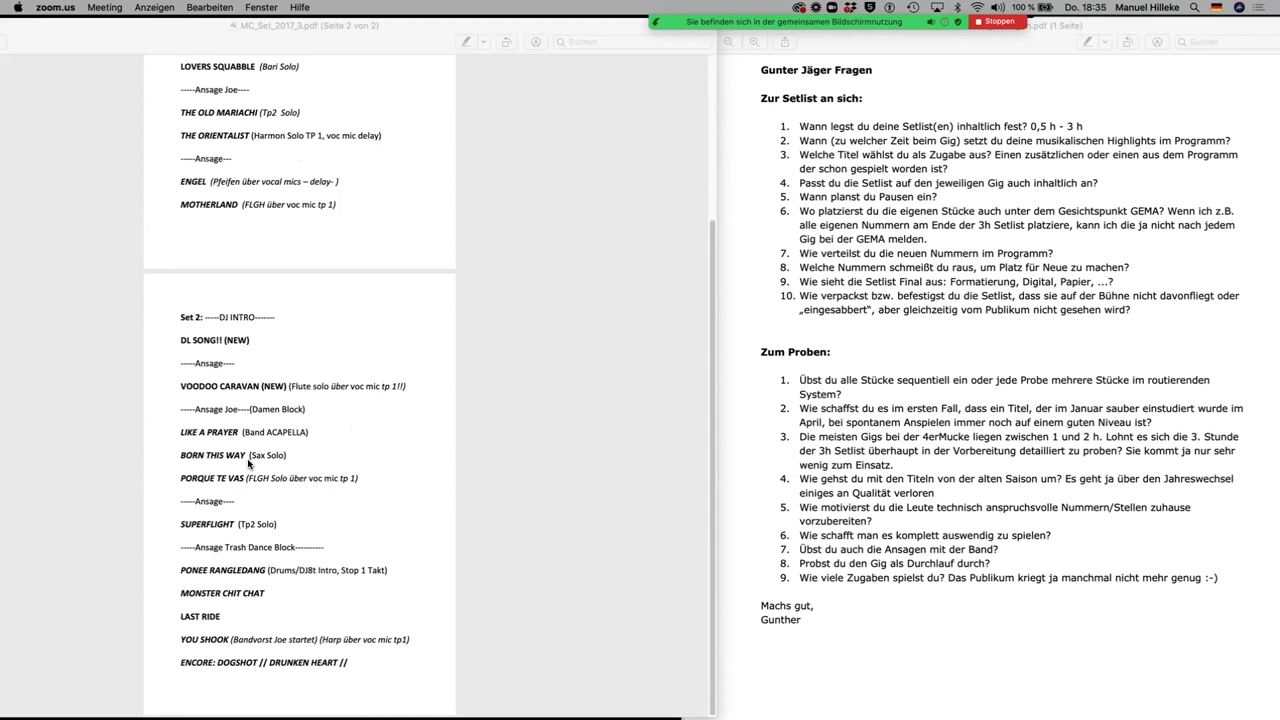 zoom.us Meeting Anzeigen Bearbeiten Fenster Hilfe 100 % Do. 18:35 Manuel Hilleke
Sie befinden sich in der gemeinsamen Bildschirmnutzung Stoppen
MC_Set_2017_3.pdf (Seite 2 von 2)
Suchen
LOVERS SQUABBLE (Bari Solo)
-----Ansage Joe----
THE OLD MARIACHI (Tp2 Solo)
THE ORIENTALIST (Harmon Solo TP 1, voc mic delay)
-----Ansage---
ENGEL (Pfeifen über vocal mics – delay- )
MOTHERLAND (FLGH über voc mic tp 1)
Set 2: -----DJ INTRO-------
DL SONG!! (NEW)
-----Ansage----
VOODOO CARAVAN (NEW) (Flute solo über voc mic tp 1!!)
-----Ansage Joe----(Damen Block)
LIKE A PRAYER (Band ACAPELLA)
BORN THIS WAY (Sax Solo)
PORQUE TE VAS (FLGH Solo über voc mic tp 1)
-----Ansage----
SUPERFLIGHT (Tp2 Solo)
-----Ansage Trash Dance Block----------
PONEE RANGLEDANG (Drums/DJ8t Intro, Stop 1 Takt)
MONSTER CHIT CHAT
LAST RIDE
YOU SHOOK (Bandvorst Joe startet) (Harp über voc mic tp1)
ENCORE: DOGSHOT // DRUNKEN HEART //
.pdf (1 Seite)
Suchen
Gunter Jäger Fragen
Zur Setlist an sich:
1. Wann legst du deine Setlist(en) inhaltlich fest? 0,5 h - 3 h
2. Wann (zu welcher Zeit beim Gig) setzt du deine musikalischen Highlights im Programm?
3. Welche Titel wählst du als Zugabe aus? Einen zusätzlichen oder einen aus dem Programm
der schon gespielt worden ist?
4. Passt du die Setlist auf den jeweiligen Gig auch inhaltlich an?
5. Wann planst du Pausen ein?
6. Wo platzierst du die eigenen Stücke auch unter dem Gesichtspunkt GEMA? Wenn ich z.B.
alle eigenen Nummern am Ende der 3h Setlist platziere, kann ich die ja nicht nach jedem
Gig bei der GEMA melden.
7. Wie verteilst du die neuen Nummern im Programm?
8. Welche Nummern schmeißt du raus, um Platz für Neue zu machen?
9. Wie sieht die Setlist Final aus: Formatierung, Digital, Papier, ...?
10. Wie verpackst bzw. befestigst du die Setlist, dass sie auf der Bühne nicht davonfliegt oder
„eingesabbert“, aber gleichzeitig vom Publikum nicht gesehen wird?
Zum Proben:
1. Übst du alle Stücke sequentiell ein oder jede Probe mehrere Stücke im routierenden
System?
2. Wie schaffst du es im ersten Fall, dass ein Titel, der im Januar sauber einstudiert wurde im
April, bei spontanem Anspielen immer noch auf einem guten Niveau ist?
3. Die meisten Gigs bei der 4erMucke liegen zwischen 1 und 2 h. Lohnt es sich die 3. Stunde
der 3h Setlist überhaupt in der Vorbereitung detailliert zu proben? Sie kommt ja nur sehr
wenig zum Einsatz.
4. Wie gehst du mit den Titeln von der alten Saison um? Es geht ja über den Jahreswechsel
einiges an Qualität verloren
5. Wie motivierst du die Leute technisch anspruchsvolle Nummern/Stellen zuhause
vorzubereiten?
6. Wie schafft man es komplett auswendig zu spielen?
7. Übst du auch die Ansagen mit der Band?
8. Probst du den Gig als Durchlauf durch?
9. Wie viele Zugaben spielst du? Das Publikum kriegt ja manchmal nicht mehr genug :-)
Machs gut,
Gunther